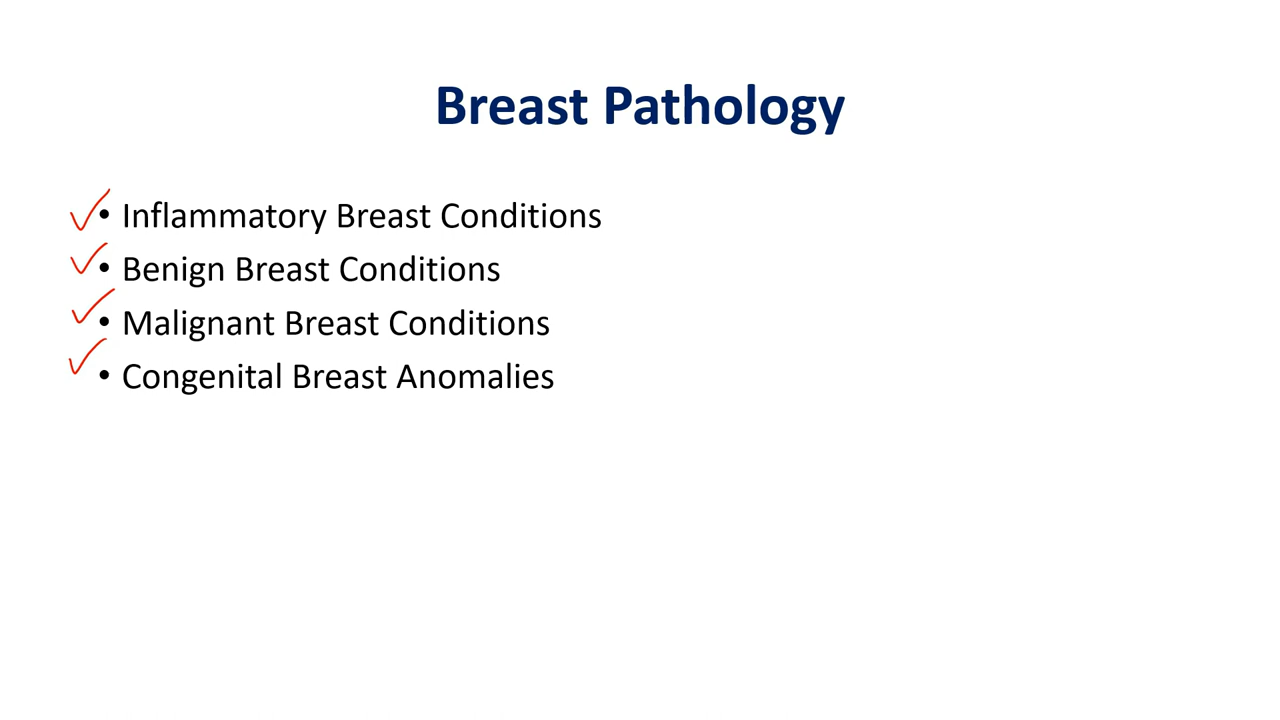 Breast Pathology
• Inflammatory Breast Conditions
• Benign Breast Conditions
• Malignant Breast Conditions
• Congenital Breast Anomalies